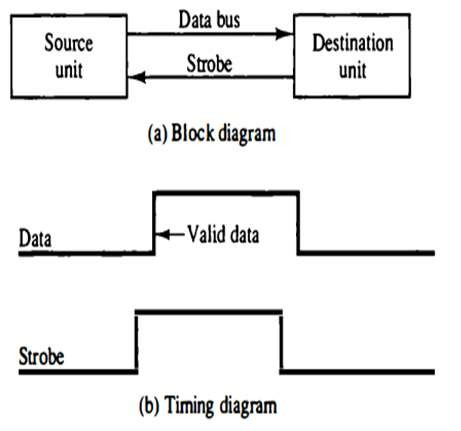 Source
unit
Data bus
Strobe
Destination
unit
(a) Block diagram
Data
Valid data
Strobe
(b) Timing diagram